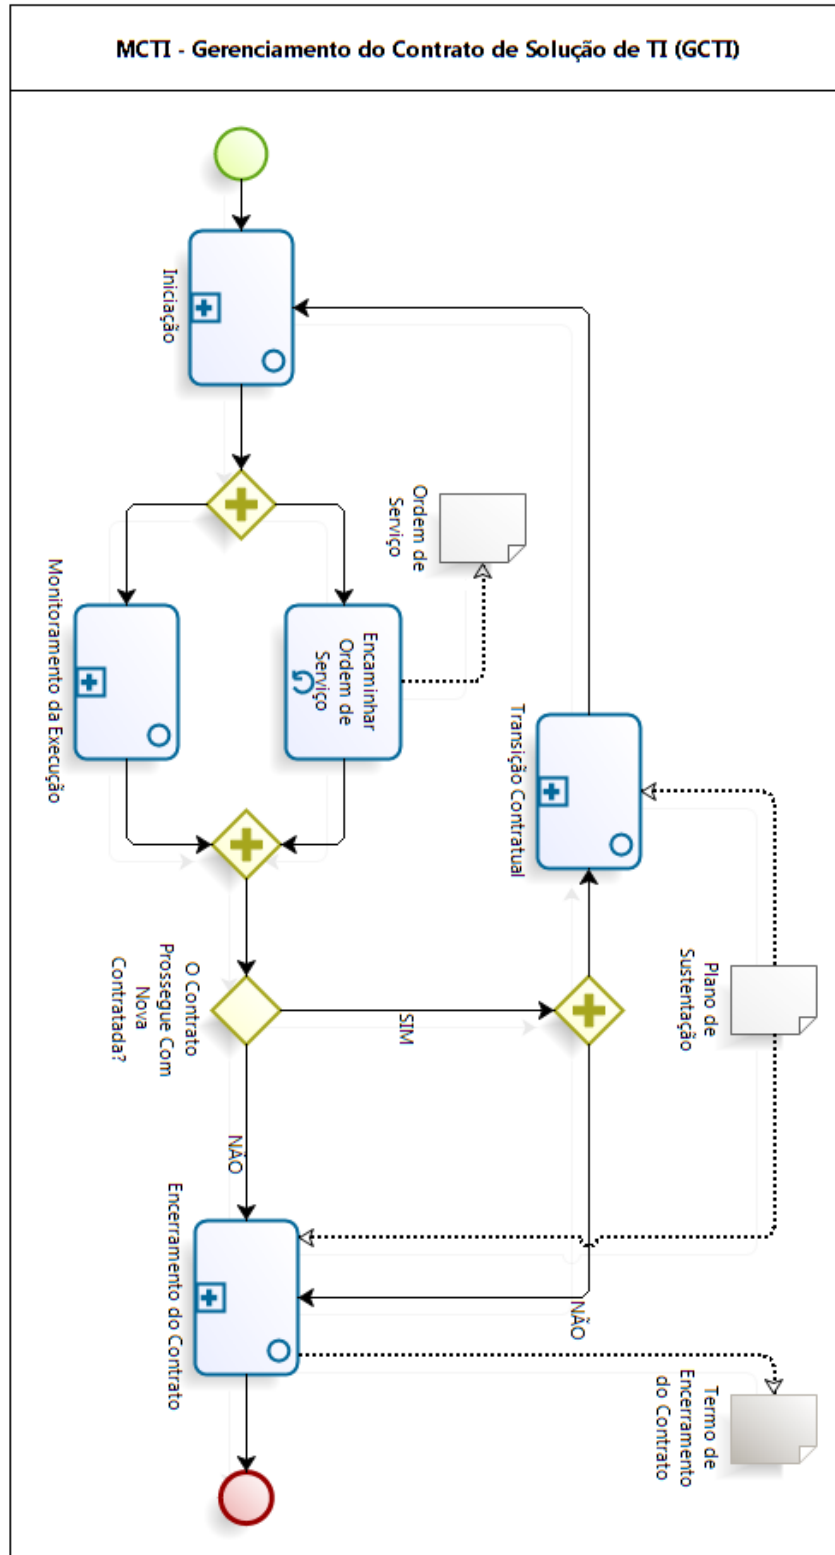 MCTI - Gerenciamento do Contrato de Solução de TI (GCTI)
Iniciação
Ordem de
Serviço
Encaminhar
Ordem de
Serviço
Monitoramento da Execução
Transição Contratual
Plano de
Sustentação
O Contrato
Prossegue Com
Nova
Contratada?
SIM
NÃO
NÃO
Encerramento do Contrato
Termo de
Encerramento
do Contrato